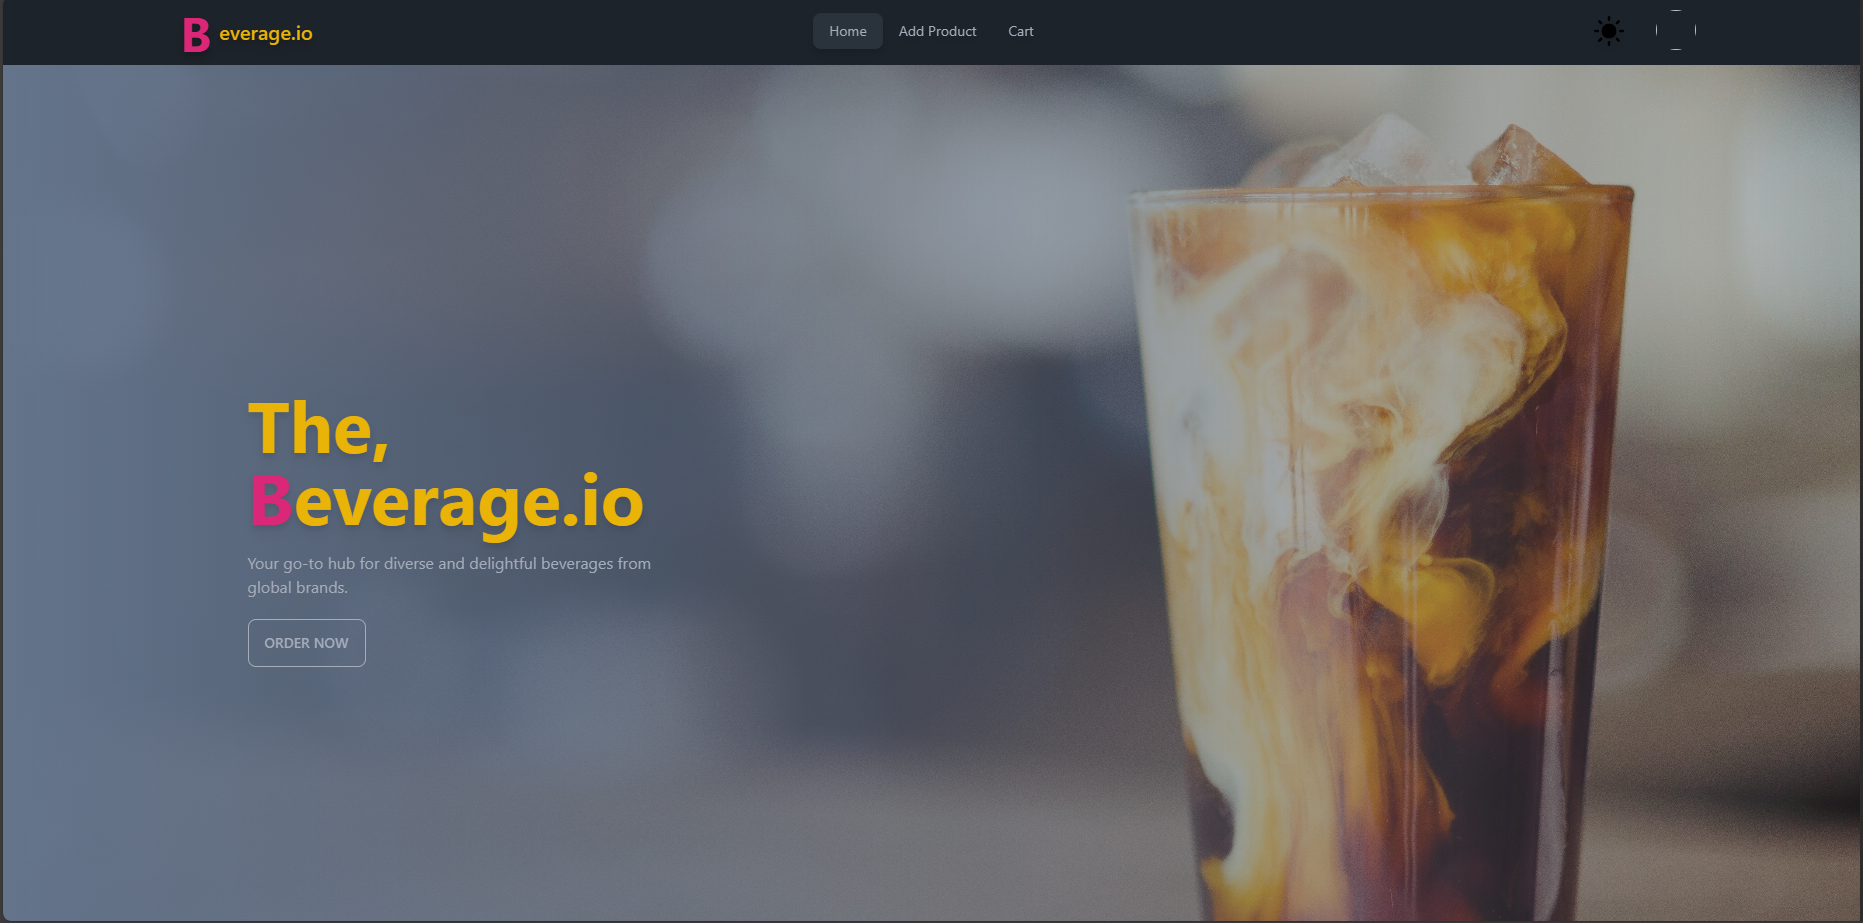 Beverage.io
Home
Add Product
Cart
The,
Beverage.io
Your go-to hub for diverse and delightful beverages from
global brands.
ORDER NOW